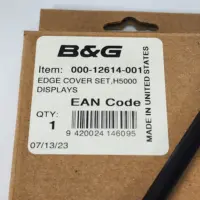 B&G
Item: 000-12614-001
EDGE COVER SET,H5000
DISPLAYS
EAN Code
QTY:
1
9 420024 146095
07/13/23
MADE IN UNITED STATES